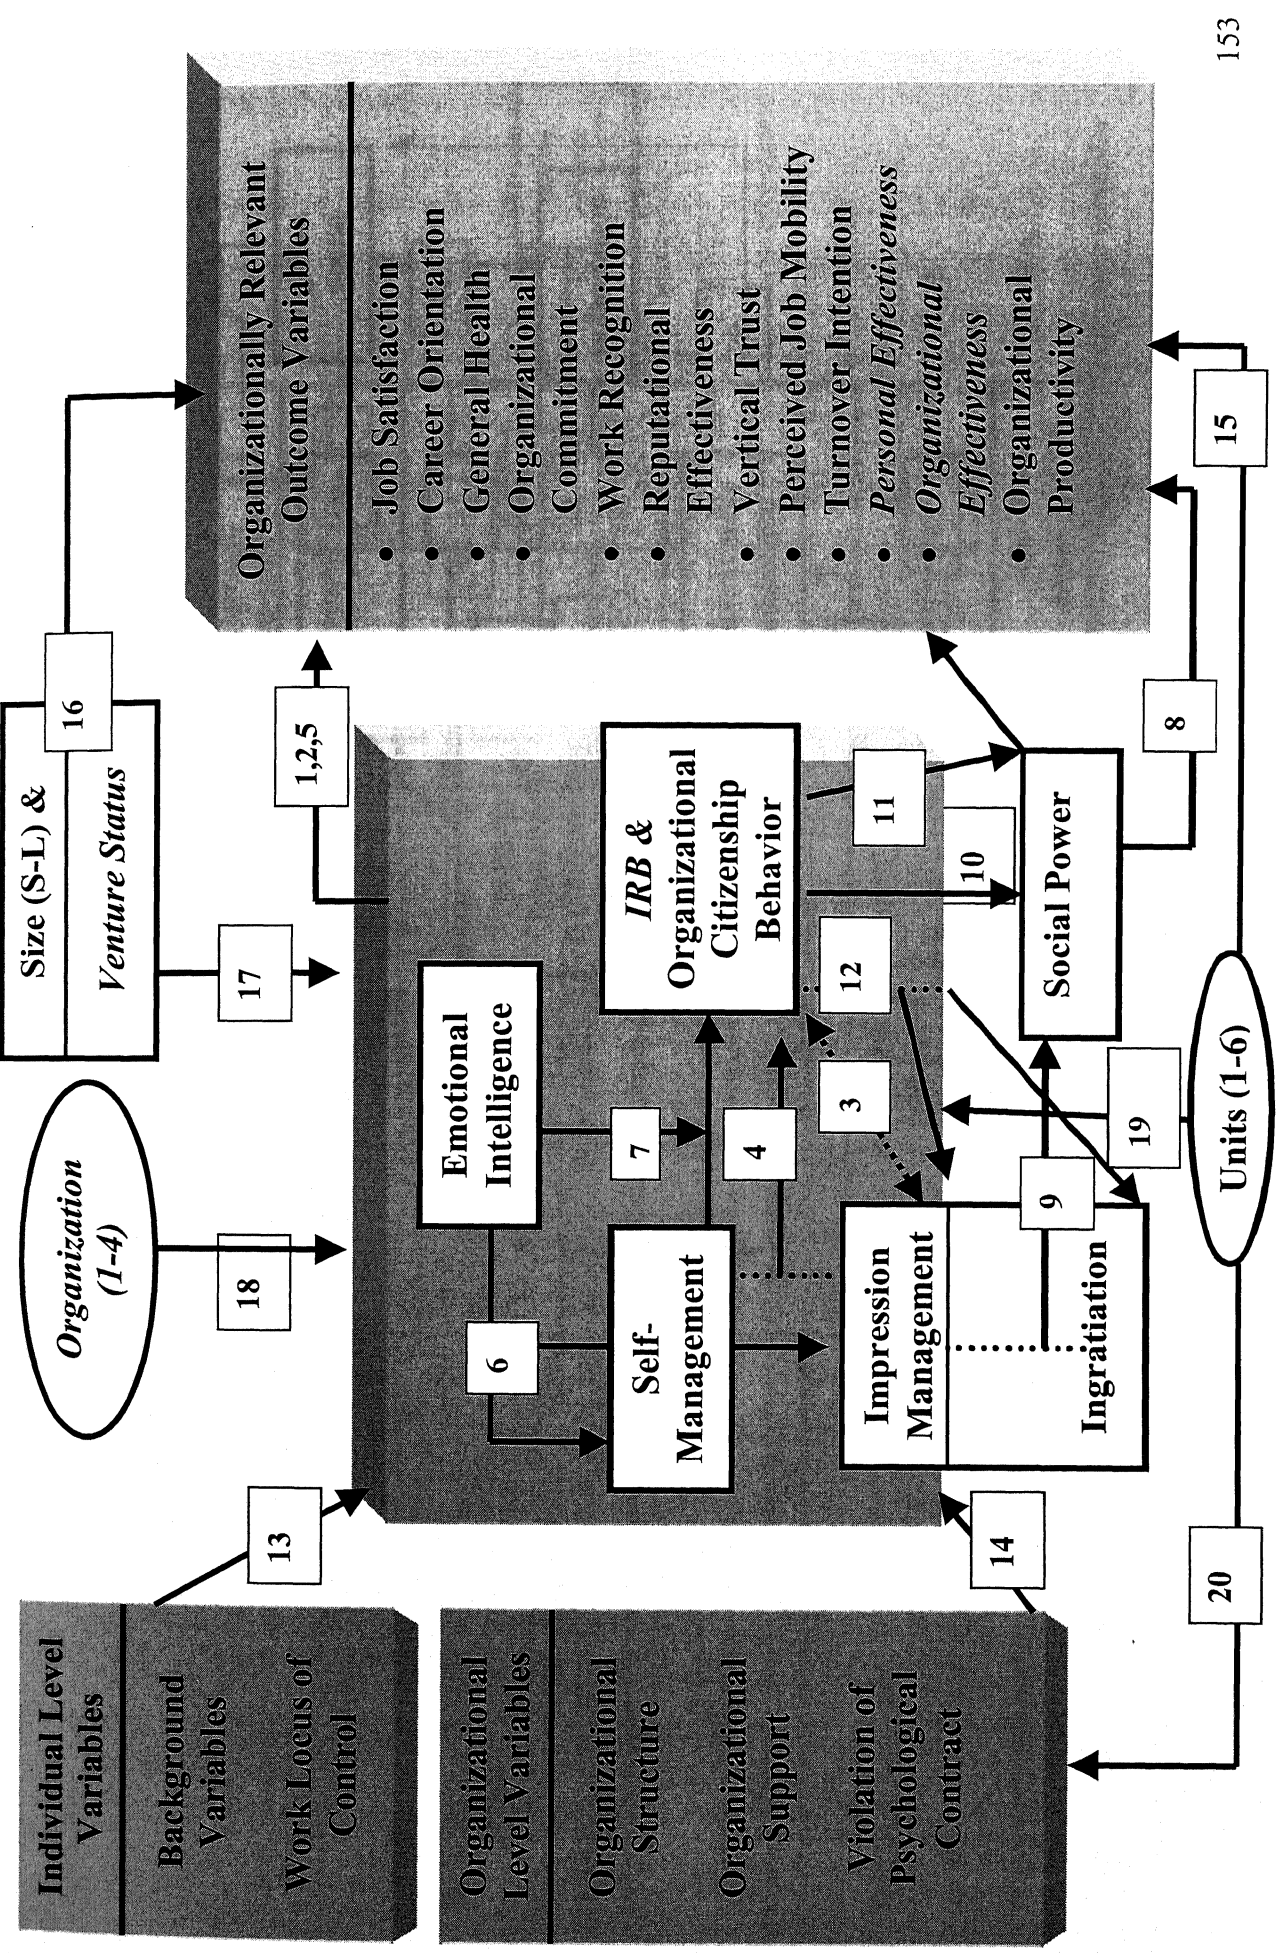 Individual Level
Variables
Background
Variables
Work Locus of
Control
Organizational
Level Variables
Organizational
Structure
Organizational
Support
Violation of
Psychological
Contract
13
14
20
Organization
(1-4)
18
Size (S-L) &
Venture Status
16
17
1,2,5
Emotional
Intelligence
6
7
Self-
Management
4
3
IRB &
Organizational
Citizenship
Behavior
12
11
10
Impression
Management
Ingratiation
9
Social Power
8
19
Units (1-6)
15
Organizationally Relevant
Outcome Variables
• Job Satisfaction
• Career Orientation
• General Health
• Organizational
Commitment
• Work Recognition
• Reputational
Effectiveness
• Vertical Trust
• Perceived Job Mobility
• Turnover Intention
• Personal Effectiveness
• Organizational
Effectiveness
• Organizational
Productivity
153